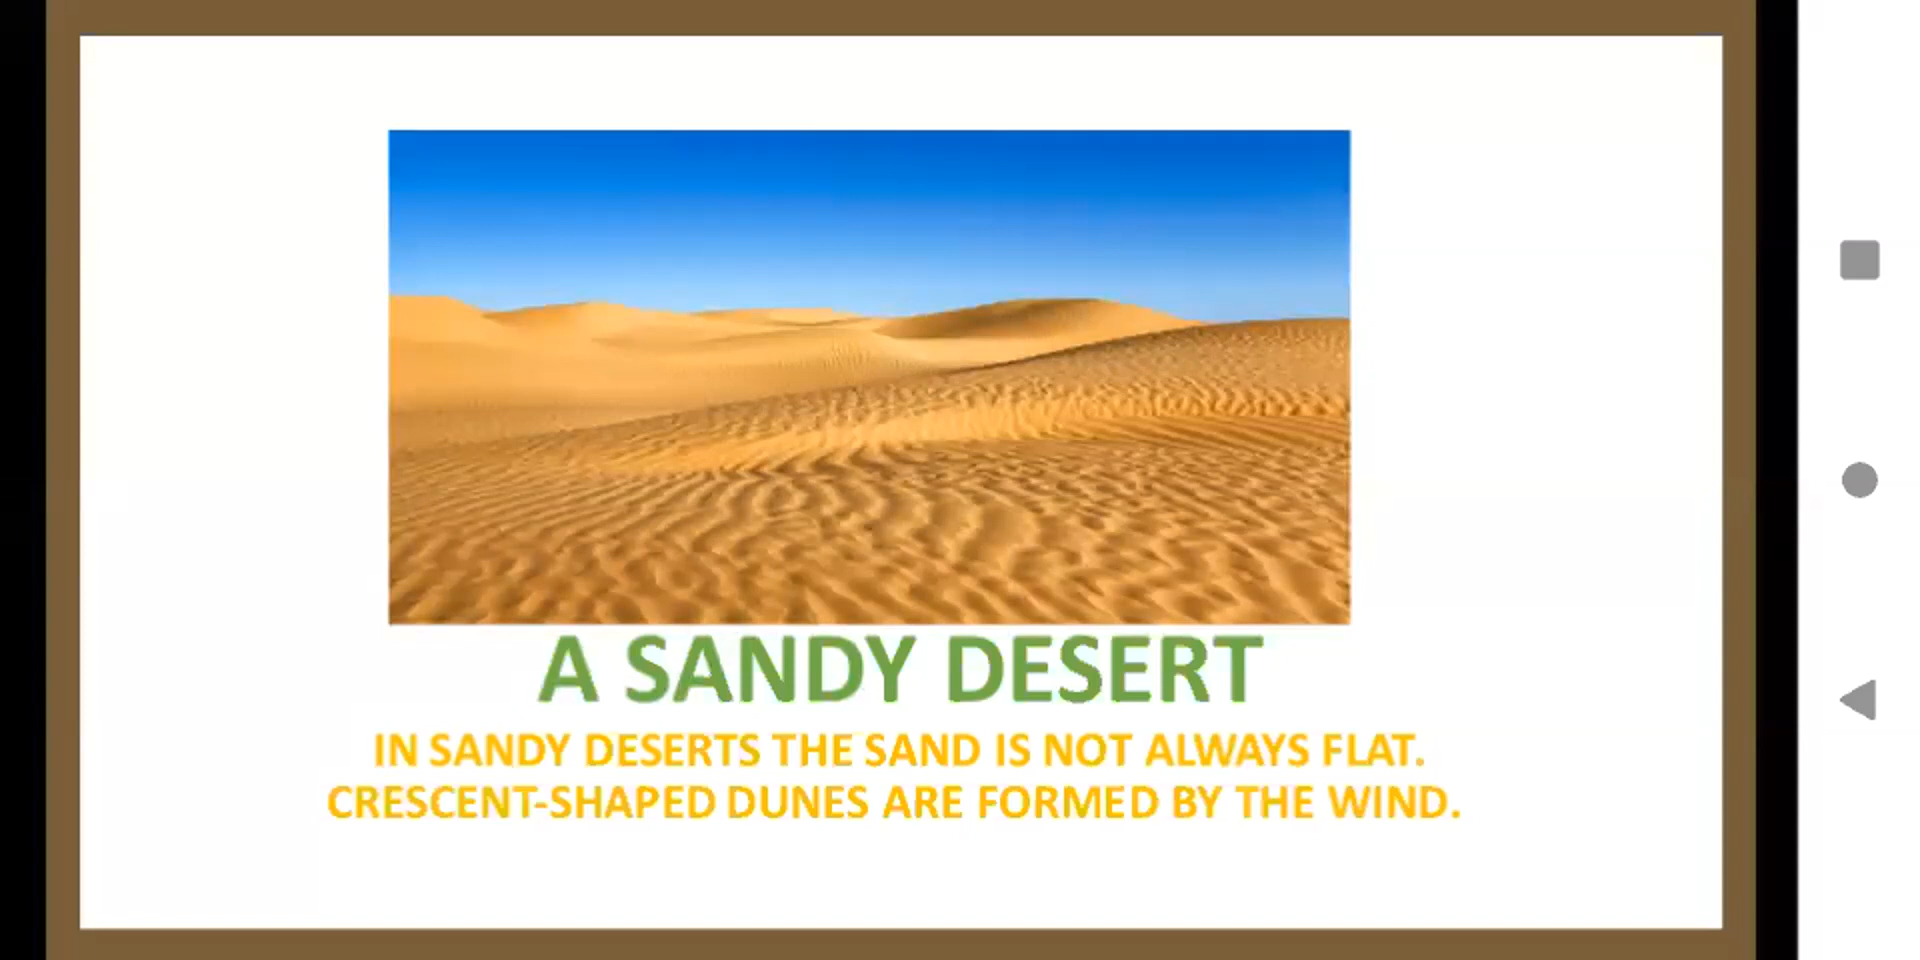 A SANDY DESERT
IN SANDY DESERTS THE SAND IS NOT ALWAYS FLAT.
CRESCENT-SHAPED DUNES ARE FORMED BY THE WIND.